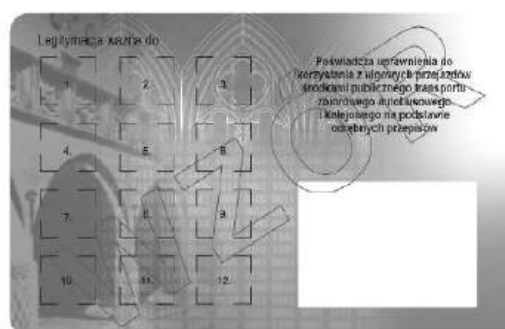 Legitymacja ważna do
1. 2. 3.
4. 5. 6.
7. 8. 9.
10. 11. 12.
Poświadcza uprawnienia do
korzystania z ulgowych przejazdów
środkami publicznego transportu
zbiorowego autobusowego
i kolejowego na podstawie
odrębnych przepisów
WZÓR